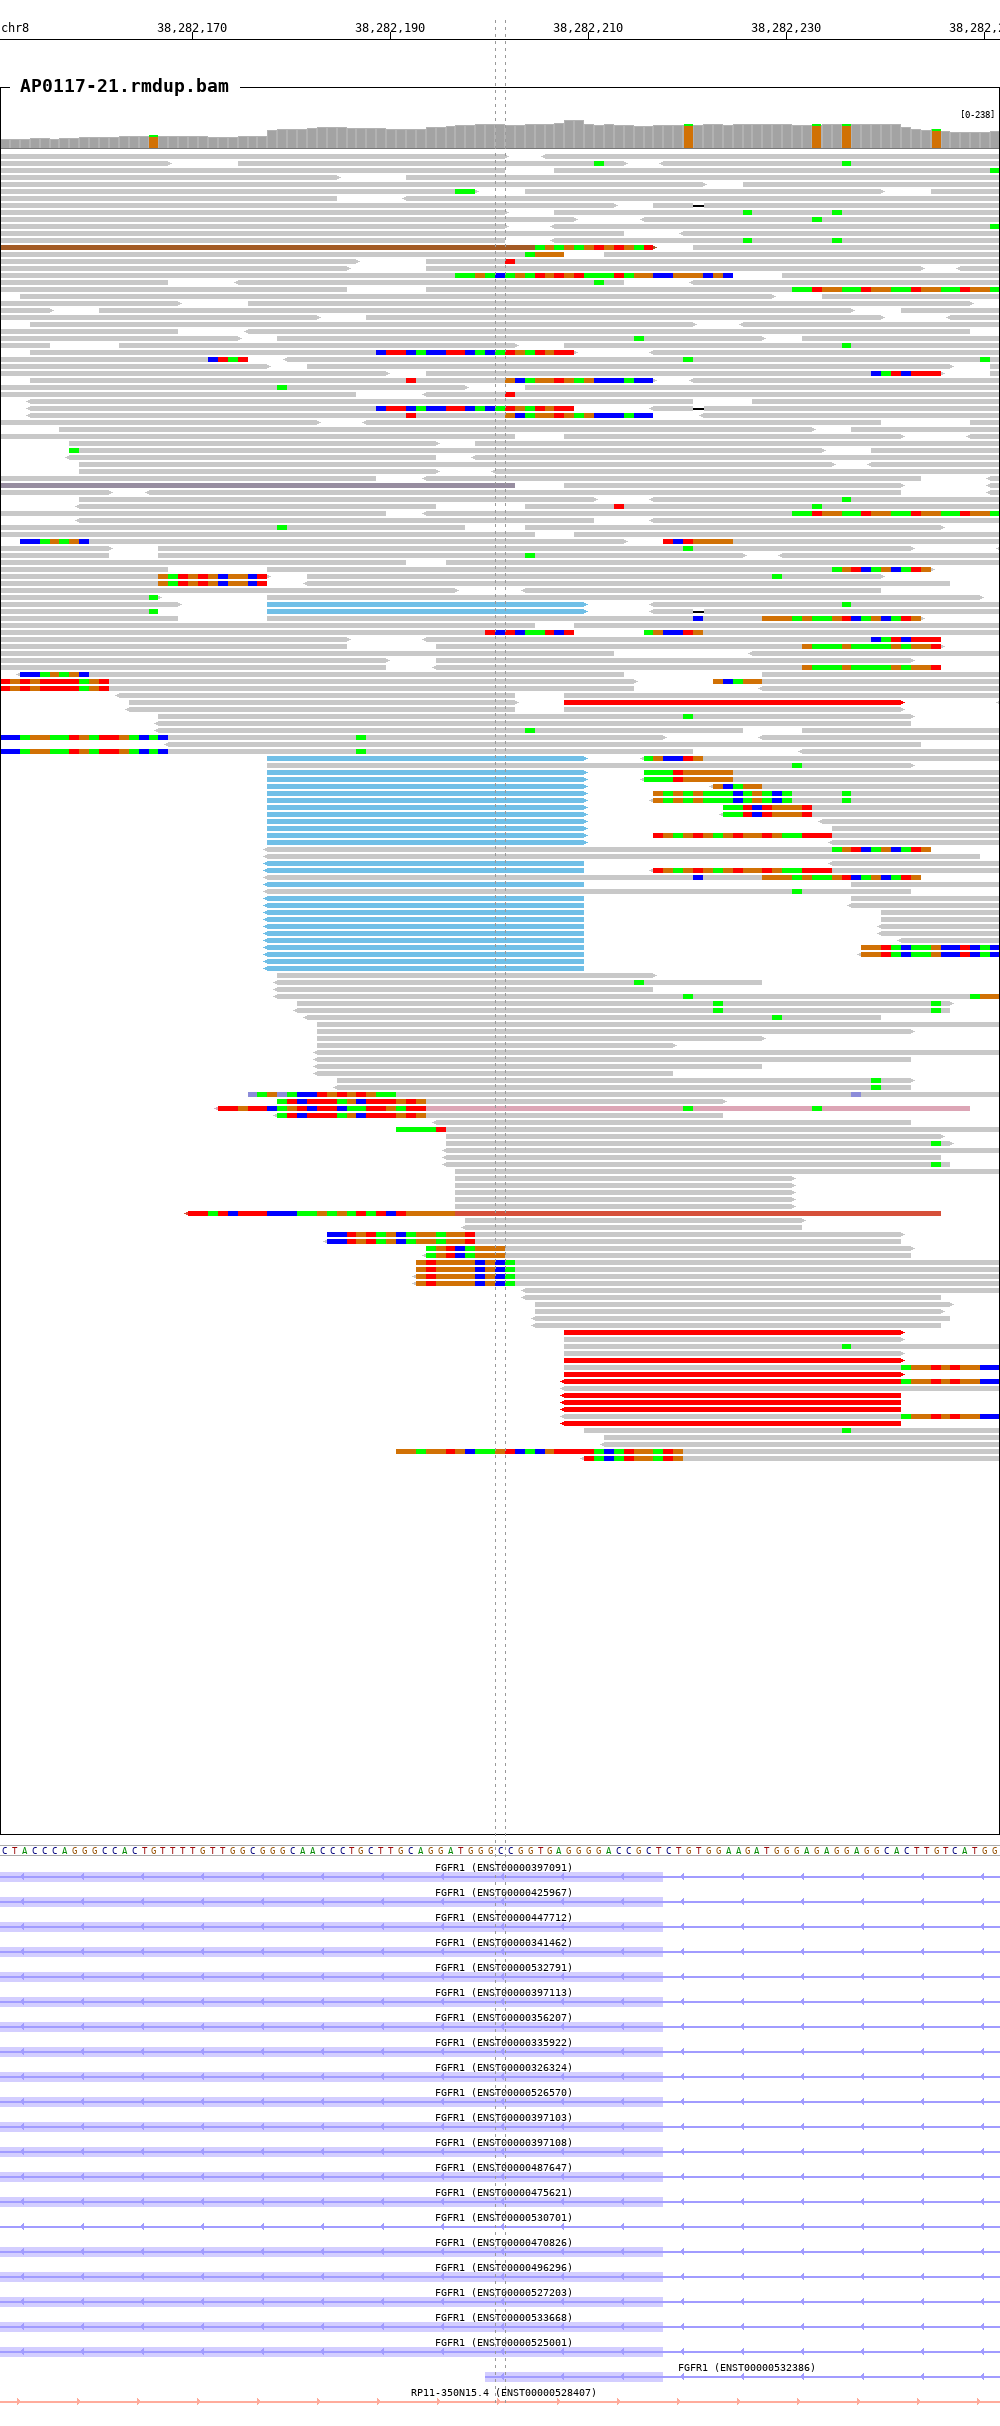 chr8 38,282,170 38,282,190 38,282,210 38,282,230 38,282,2
AP0117-21.rmdup.bam
[0-238]
CTACCCAGGGCCACTGTTTTGTTGGCGGGCAACCCTGCTTGCAGGATGGGCCGGTGAGGGGACCGCTCTGTGGAAGATGGGAGAGGAGGCACTTGTCATGG
FGFR1 (ENST00000397091)
FGFR1 (ENST00000425967)
FGFR1 (ENST00000447712)
FGFR1 (ENST00000341462)
FGFR1 (ENST00000532791)
FGFR1 (ENST00000397113)
FGFR1 (ENST00000356207)
FGFR1 (ENST00000335922)
FGFR1 (ENST00000326324)
FGFR1 (ENST00000526570)
FGFR1 (ENST00000397103)
FGFR1 (ENST00000397108)
FGFR1 (ENST00000487647)
FGFR1 (ENST00000475621)
FGFR1 (ENST00000530701)
FGFR1 (ENST00000470826)
FGFR1 (ENST00000496296)
FGFR1 (ENST00000527203)
FGFR1 (ENST00000533668)
FGFR1 (ENST00000525001)
FGFR1 (ENST00000532386)
RP11-350N15.4 (ENST00000528407)